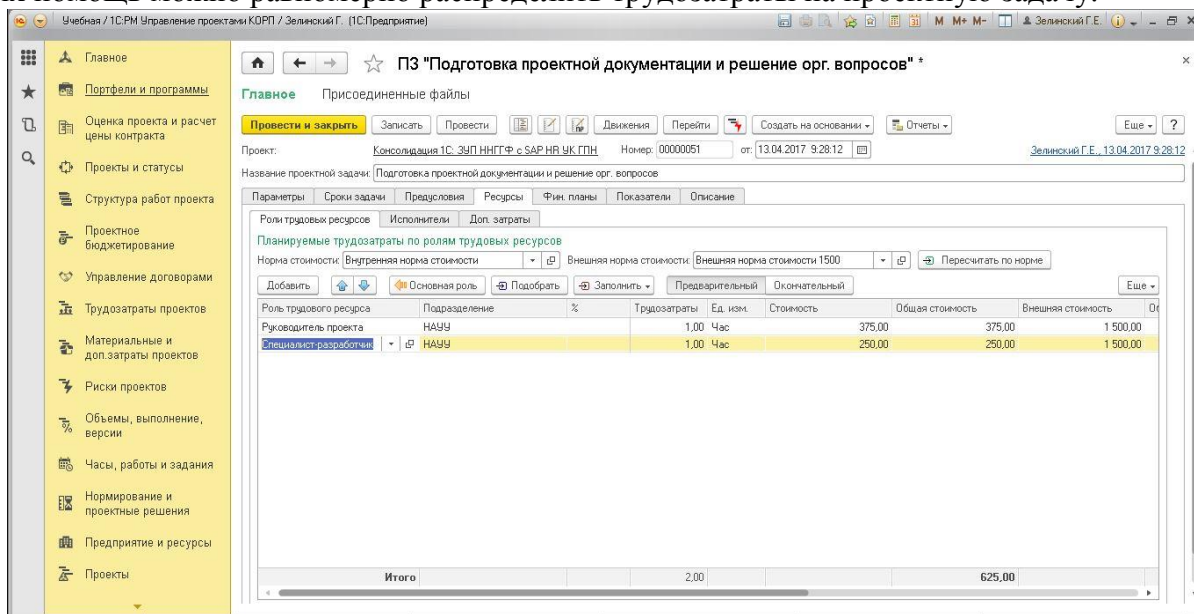 помощь можно равномерно распределить трудозатраты на проектную задачу.
Учебная / 1С:PM Управление проектами КОРП / Зелинский Г. (1С:Предприятие)
M M+ M- Зелинский Г.Е.
Главное
Портфели и программы
Оценка проекта и расчет
цены контракта
Проекты и статусы
Структура работ проекта
Проектное
бюджетирование
Управление договорами
Трудозатраты проектов
Материальные и
доп.затраты проектов
Риски проектов
Объемы, выполнение,
версии
Часы, работы и задания
Нормирование и
проектные решения
Предприятие и ресурсы
Проекты
ПЗ "Подготовка проектной документации и решение орг. вопросов" *
Главное Присоединенные файлы
Провести и закрыть Записать Провести Движения Перейти Создать на основании Отчеты Еще ?
Проект: Консолидация 1С: ЗУП ННГГФ с SAP HR УК ГПН Номер: 00000051 от: 13.04.2017 9:28:12 Зелинский Г.Е., 13.04.2017 9:28:12
Название проектной задачи: Подготовка проектной документации и решение орг. вопросов
Параметры Сроки задачи Предусловия Ресурсы Фин. планы Показатели Описание
Роли трудовых ресурсов Исполнители Доп. затраты
Планируемые трудозатраты по ролям трудовых ресурсов
Норма стоимости: Внутренняя норма стоимости Внешняя норма стоимости: Внешняя норма стоимости 1500 Пересчитать по норме
Добавить Основная роль Подобрать Заполнить Предварительный Окончательный Еще
Роль трудового ресурса Подразделение % Трудозатраты Ед. изм. Стоимость Общая стоимость Внешняя стоимость
Руководитель проекта НАУУ 1,00 Час 375,00 375,00 1 500,00
Специалист-разработчик НАУУ 1,00 Час 250,00 250,00 1 500,00
Итого 2,00 625,00